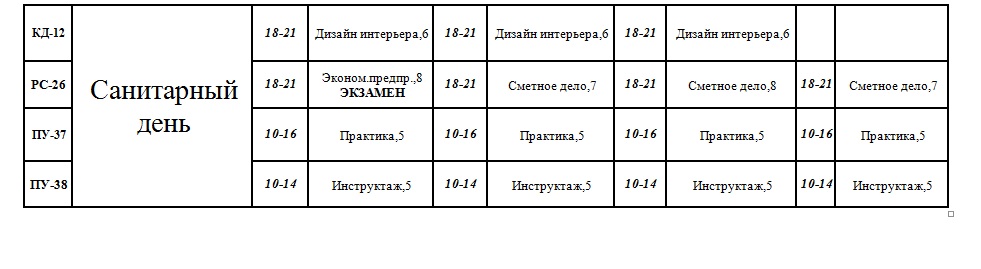 КД-12 18-21 Дизайн интерьера,6 18-21 Дизайн интерьера,6 18-21 Дизайн интерьера,6
РС-26 Санитарный день 18-21 Эконом.предпр.,8 ЭКЗАМЕН 18-21 Сметное дело,7 18-21 Сметное дело,8 18-21 Сметное дело,7
ПУ-37 10-16 Практика,5 10-16 Практика,5 10-16 Практика,5 10-16 Практика,5
ПУ-38 10-14 Инструктаж,5 10-14 Инструктаж,5 10-14 Инструктаж,5 10-14 Инструктаж,5